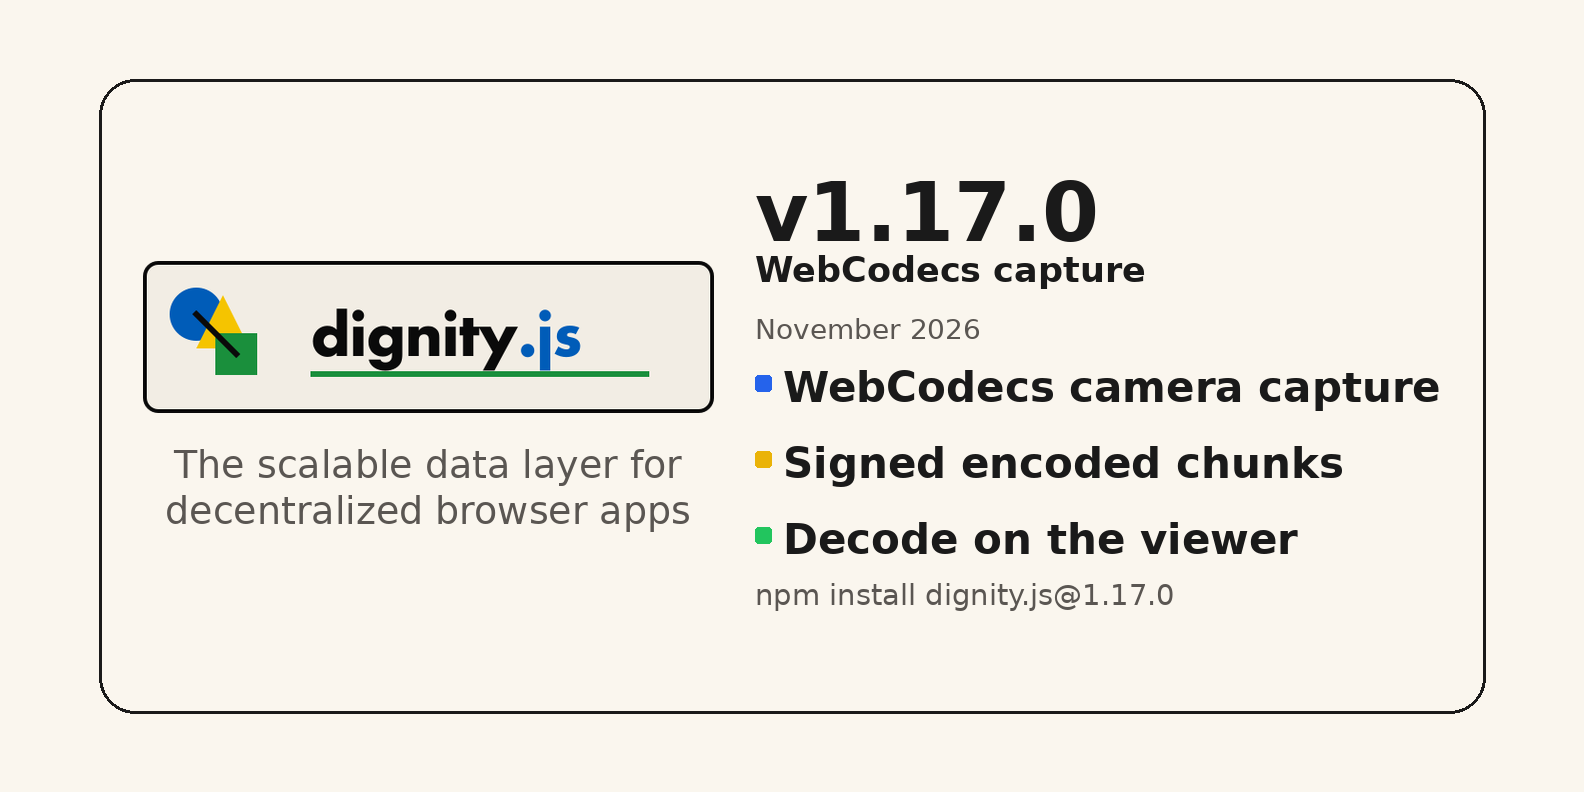 dignity.js
The scalable data layer for
decentralized browser apps
v1.17.0
WebCodecs capture
November 2026
WebCodecs camera capture
Signed encoded chunks
Decode on the viewer
npm install dignity.js@1.17.0